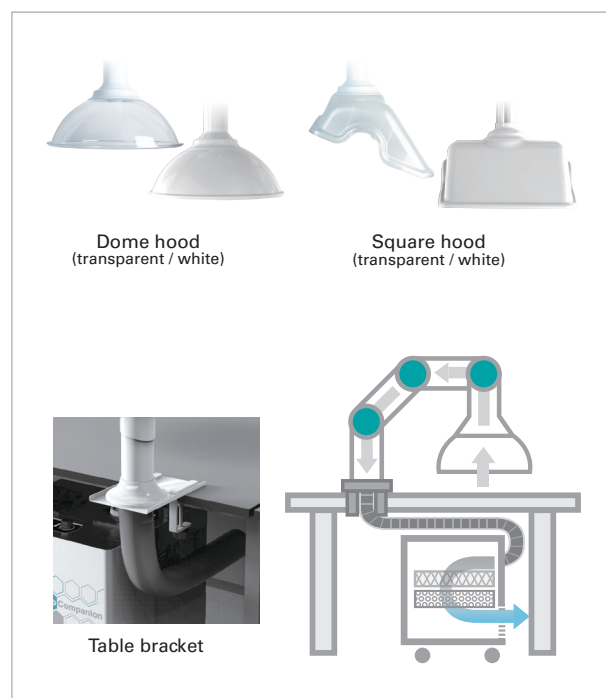 Dome hood
(transparent / white)
Square hood
(transparent / white)
Companion
Table bracket